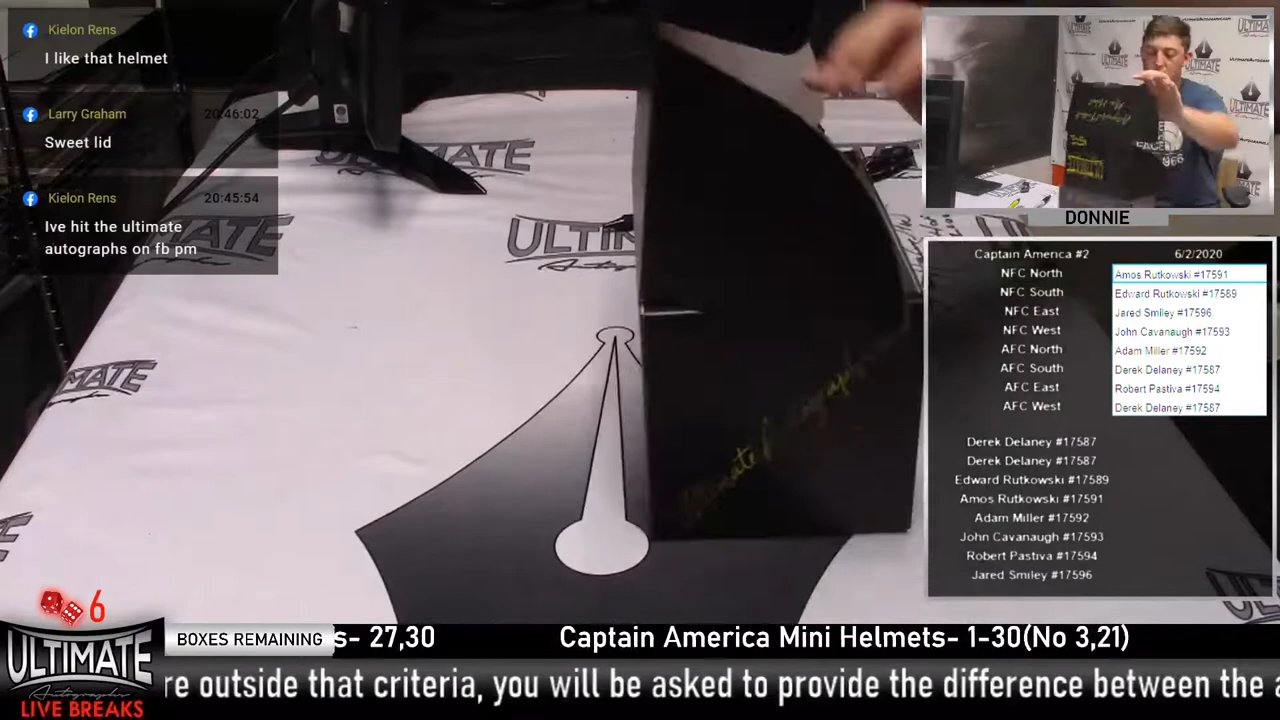 Kielon Rens
I like that helmet
Larry Graham 20:46:02
Sweet lid
Kielon Rens 20:45:54
Ive hit the ultimate
autographs on fb pm
ULTIMATE
ULTIMATE
DONNIE
Captain America #2 6/2/2020
NFC North Amos Rutkowski #17591
NFC South Edward Rutkowski #17589
NFC East Jared Smiley #17596
NFC West John Cavanaugh #17593
AFC North Adam Miller #17592
AFC South Derek Delaney #17587
AFC East Robert Pastiva #17594
AFC West Derek Delaney #17587
Derek Delaney #17587
Derek Delaney #17587
Edward Rutkowski #17589
Amos Rutkowski #17591
Adam Miller #17592
John Cavanaugh #17593
Robert Pastiva #17594
Jared Smiley #17596
Ultimate Autographs
6
ULTIMATE
Autographs
LIVE BREAKS
BOXES REMAINING s- 27,30 Captain America Mini Helmets- 1-30(No 3,21)
re outside that criteria, you will be asked to provide the difference between the a